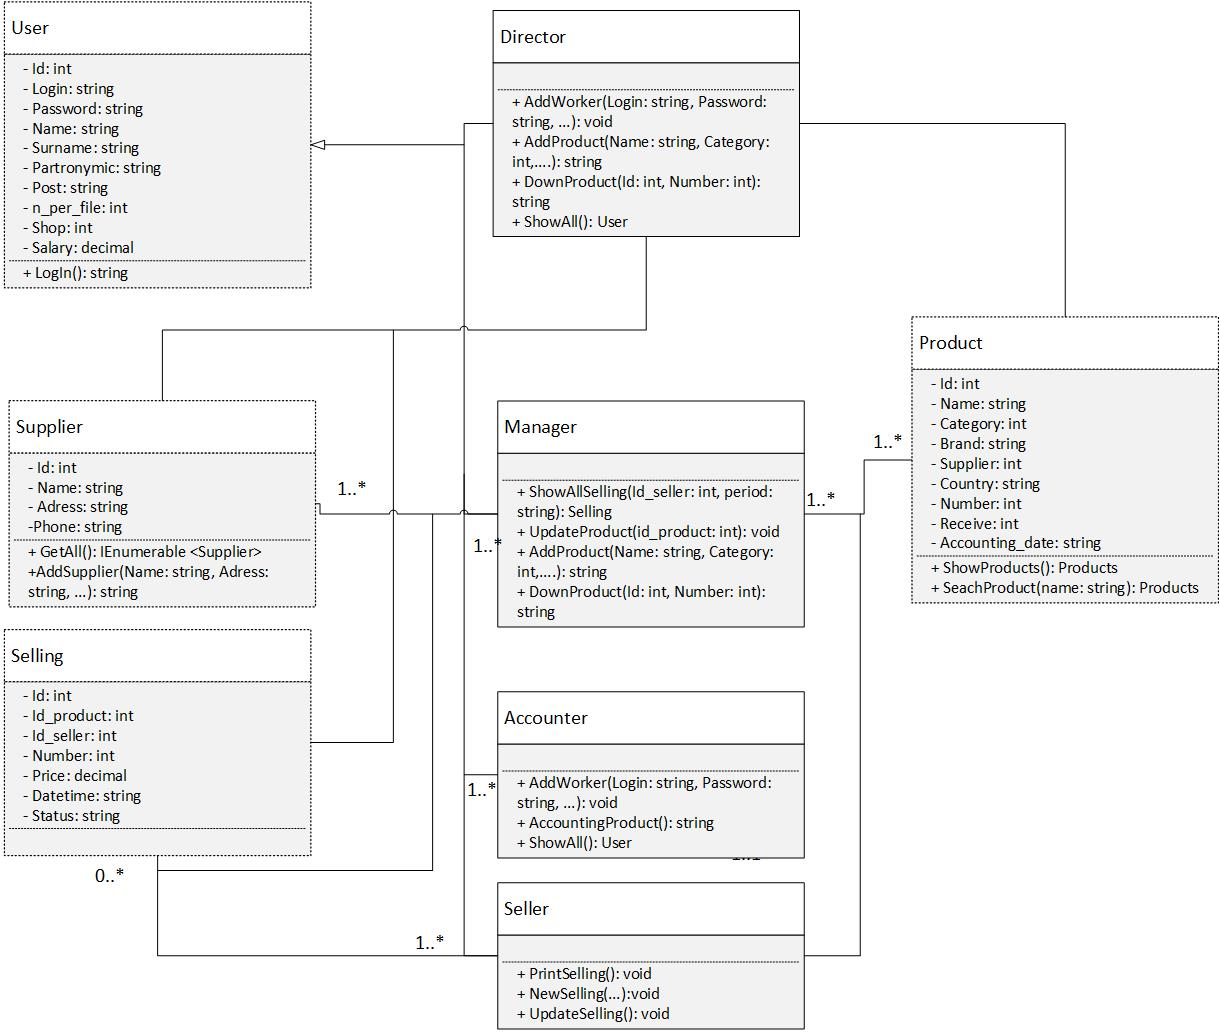 User
- Id: int
- Login: string
- Password: string
- Name: string
- Surname: string
- Partronymic: string
- Post: string
- n_per_file: int
- Shop: int
- Salary: decimal
+ LogIn(): string
Director
+ AddWorker(Login: string, Password:
string, ...): void
+ AddProduct(Name: string, Category:
int,....): string
+ DownProduct(Id: int, Number: int):
string
+ ShowAll(): User
Product
- Id: int
- Name: string
- Category: int
- Brand: string
- Supplier: int
- Country: string
- Number: int
- Receive: int
- Accounting_date: string
+ ShowProducts(): Products
+ SeachProduct(name: string): Products
1..*
Supplier
- Id: int
- Name: string
- Adress: string
-Phone: string
+ GetAll(): IEnumerable <Supplier>
+AddSupplier(Name: string, Adress:
string, ...): string
1..*
Manager
+ ShowAllSelling(Id_seller: int, period:
string): Selling
+ UpdateProduct(id_product: int): void
+ AddProduct(Name: string, Category:
int,....): string
+ DownProduct(Id: int, Number: int):
string
1..*
1..*
Selling
- Id: int
- Id_product: int
- Id_seller: int
- Number: int
- Price: decimal
- Datetime: string
- Status: string
0..*
Accounter
+ AddWorker(Login: string, Password:
string, ...): void
+ AccountingProduct(): string
+ ShowAll(): User
1..*
Seller
+ PrintSelling(): void
+ NewSelling(...):void
+ UpdateSelling(): void
1..*